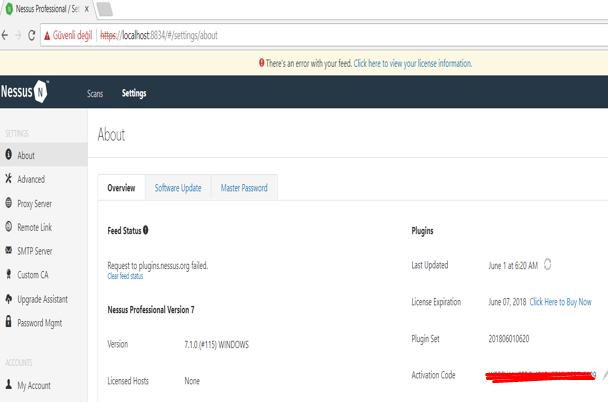 Nessus Professional / Se
Güvenli değil https://localhost:8834/#/settings/about
There's an error with your feed. Click here to view your license information.
Nessus N Scans Settings
SETTINGS
About
Advanced
Proxy Server
Remote Link
SMTP Server
Custom CA
Upgrade Assistant
Password Mgmt
ACCOUNTS
My Account
About
Overview Software Update Master Password
Feed Status
Request to plugins.nessus.org failed.
Clear feed status
Nessus Professional Version 7
Version 7.1.0 (#115) WINDOWS
Licensed Hosts None
Plugins
Last Updated June 1 at 6:20 AM
License Expiration June 07, 2018 Click Here to Buy Now
Plugin Set 201806010620
Activation Code